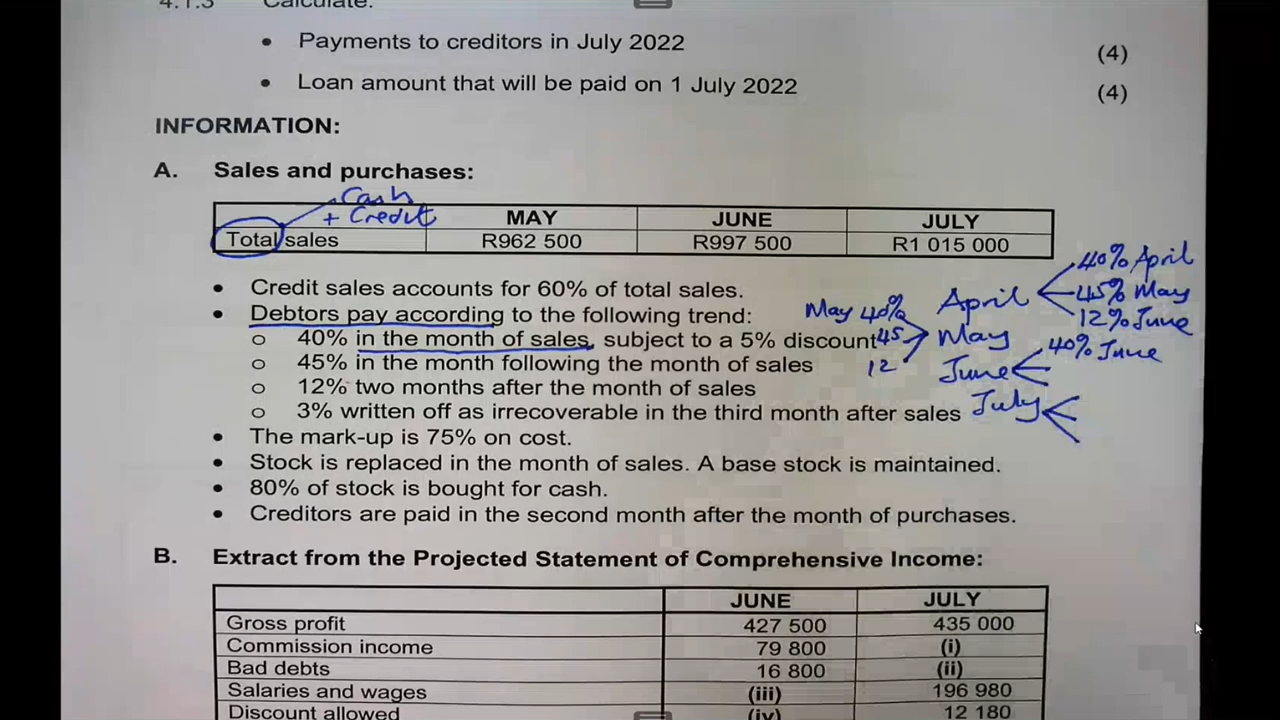 4.1.3 Calculate:
• Payments to creditors in July 2022 (4)
• Loan amount that will be paid on 1 July 2022 (4)
INFORMATION:
A. Sales and purchases:
Cash
+ Credit
MAY JUNE JULY
Total sales R962 500 R997 500 R1 015 000
• Credit sales accounts for 60% of total sales.
• Debtors pay according to the following trend:
o 40% in the month of sales, subject to a 5% discount
o 45% in the month following the month of sales
o 12% two months after the month of sales
o 3% written off as irrecoverable in the third month after sales
May 40%
45
12
April
40% April
45% May
12% June
May
June
40% June
July
• The mark-up is 75% on cost.
• Stock is replaced in the month of sales. A base stock is maintained.
• 80% of stock is bought for cash.
• Creditors are paid in the second month after the month of purchases.
B. Extract from the Projected Statement of Comprehensive Income:
JUNE JULY
Gross profit 427 500 435 000
Commission income 79 800 (i)
Bad debts 16 800 (ii)
Salaries and wages (iii) 196 980
Discount allowed (iv) 12 180